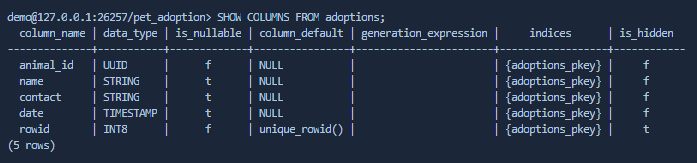 demo@127.0.0.1:26257/pet_adoption> SHOW COLUMNS FROM adoptions;
  column_name | data_type | is_nullable | column_default | generation_expression |     indices      | is_hidden
--------------+-----------+-------------+----------------+-----------------------+------------------+------------
  animal_id   | UUID      |      f      | NULL           |                       | {adoptions_pkey} |     f
  name        | STRING    |      t      | NULL           |                       | {adoptions_pkey} |     f
  contact     | STRING    |      t      | NULL           |                       | {adoptions_pkey} |     f
  date        | TIMESTAMP |      t      | NULL           |                       | {adoptions_pkey} |     f
  rowid       | INT8      |      f      | unique_rowid() |                       | {adoptions_pkey} |     t
(5 rows)